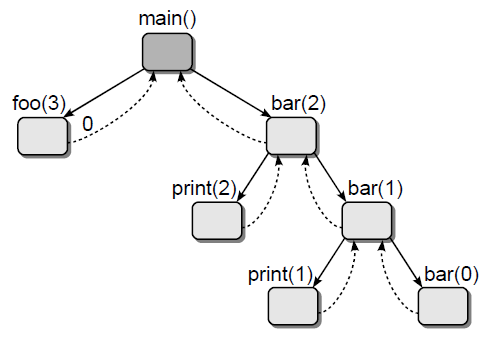 main()
foo(3)
0
bar(2)
print(2)
bar(1)
print(1)
bar(0)